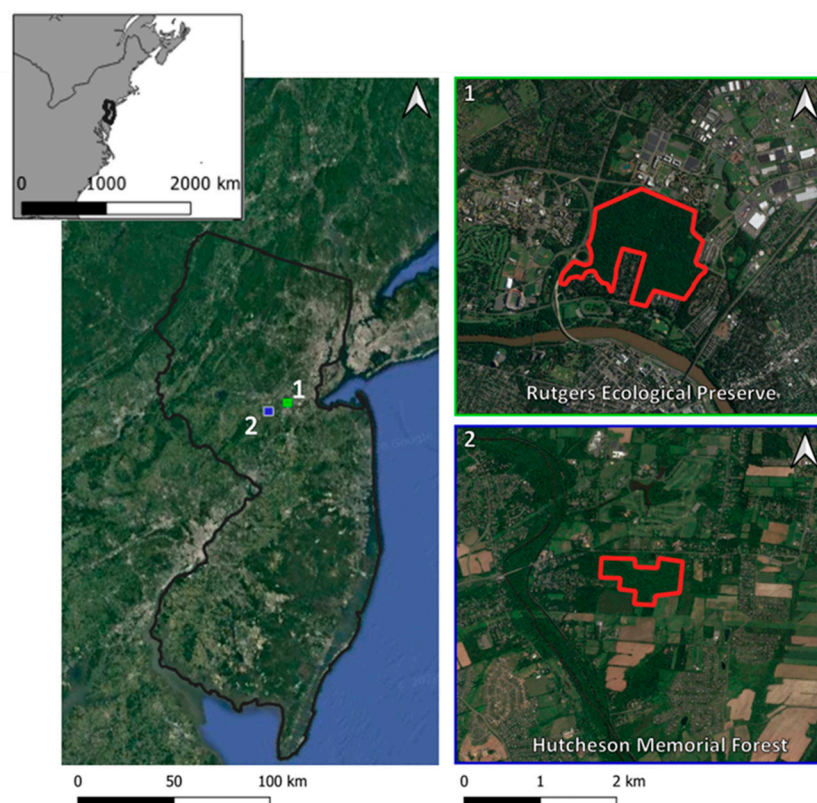 0 1000 2000 km
1
2
1
Rutgers Ecological Preserve
2
Hutcheson Memorial Forest
0 50 100 km
0 1 2 km